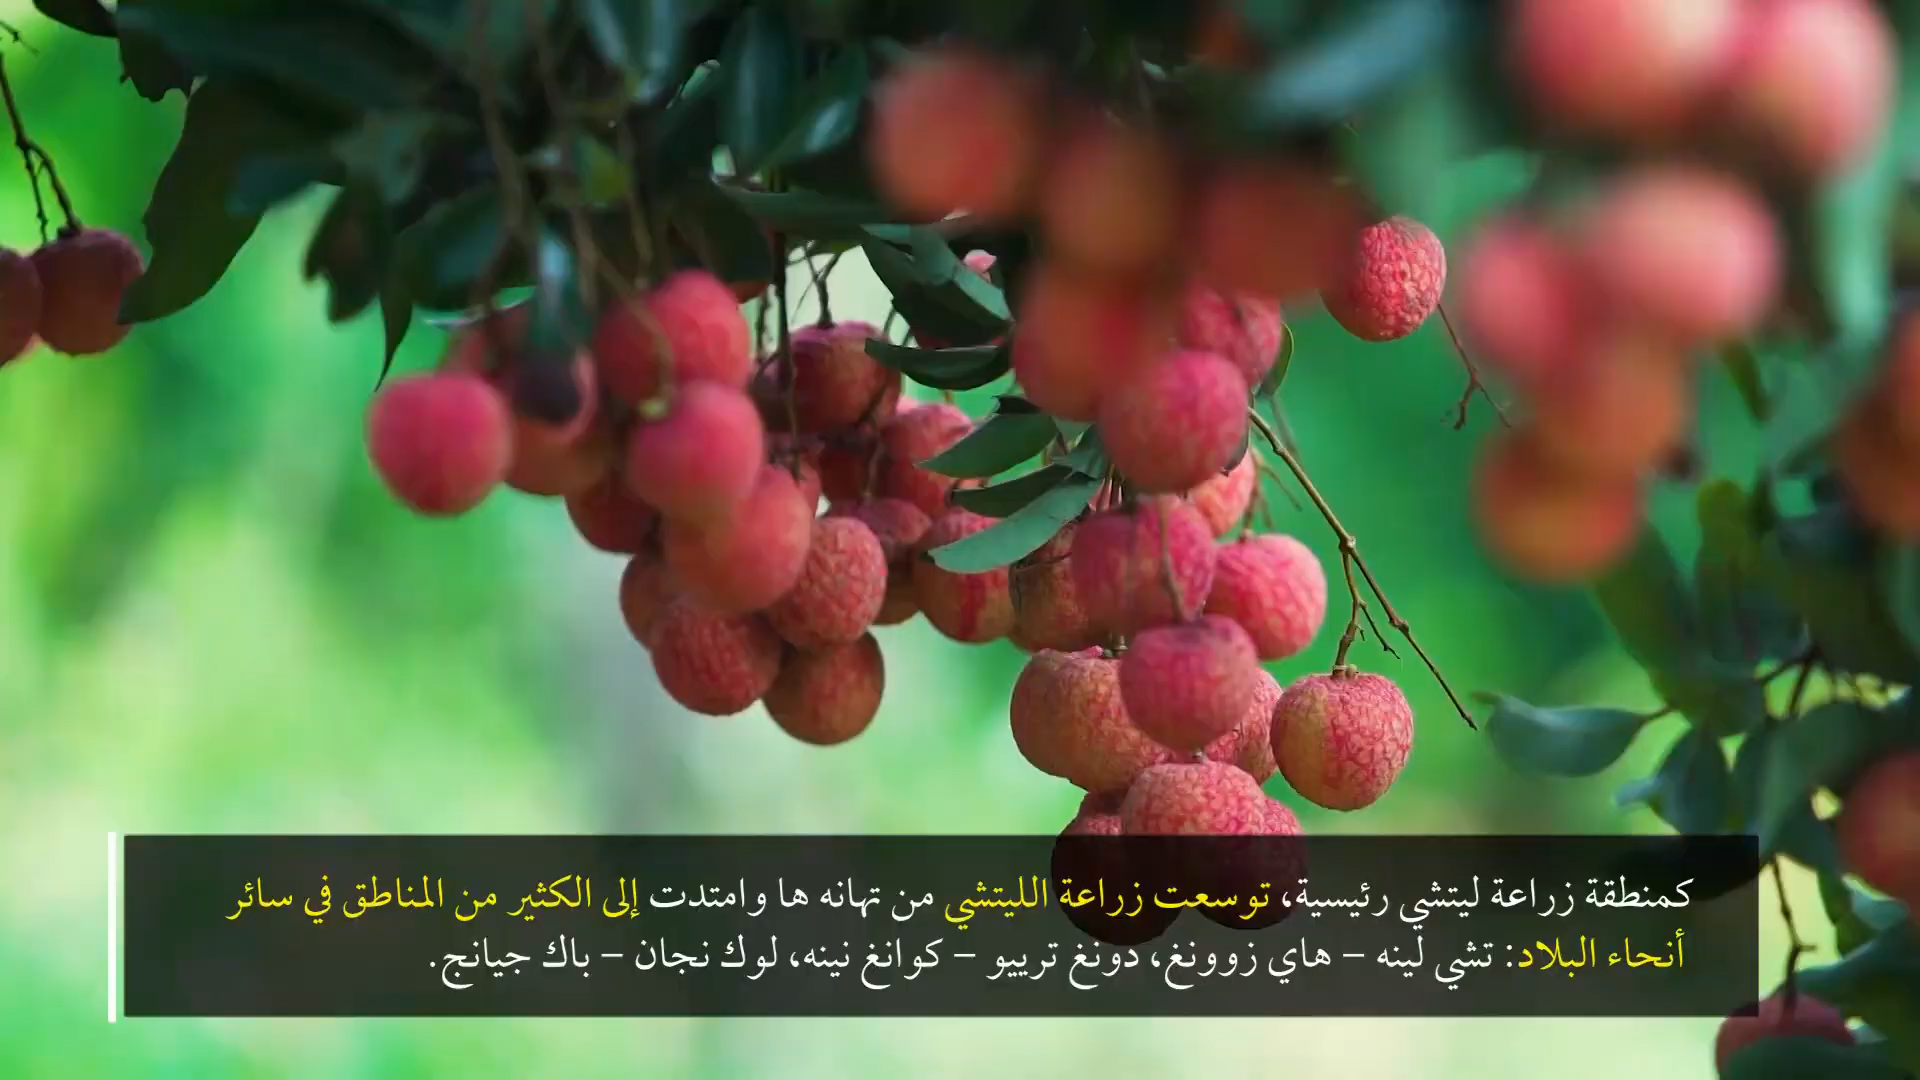 كمنطقة زراعة ليتشي رئيسية، توسعت زراعة الليتشي من تهانه ها وامتدت إلى الكثير من المناطق في سائر
أنحاء البلاد: تشي لينه – هاي زوونغ، دونغ ترييو – كوانغ نينه، لوك نجان – باك جيانج.